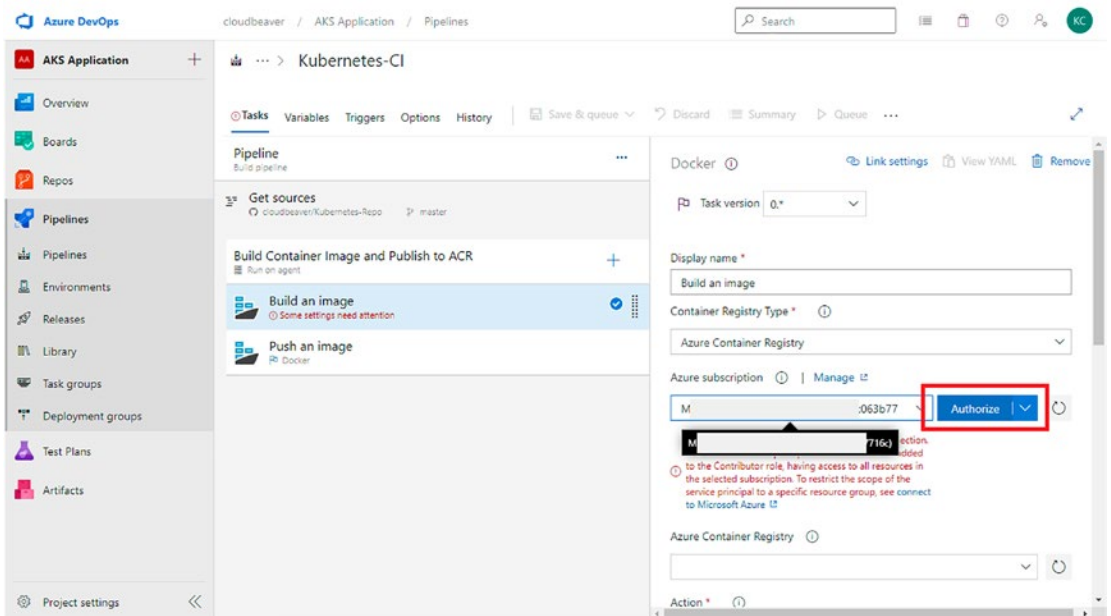 Azure DevOps
cloudbeaver / AKS Application / Pipelines
Search
KC
AA AKS Application
Kubernetes-CI
Overview
Boards
Repos
Pipelines
Pipelines
Environments
Releases
Library
Task groups
Deployment groups
Test Plans
Artifacts
Project settings
Tasks Variables Triggers Options History Save & queue Discard Summary Queue
Pipeline
Build pipeline
Get sources
cloudbeaver/Kubernetes-Repo master
Build Container Image and Publish to ACR
Run on agent
Build an image
Some settings need attention
Push an image
Docker
Docker Link settings View YAML Remove
Task version 0.*
Display name *
Build an image
Container Registry Type *
Azure Container Registry
Azure subscription | Manage
M :063b77 Authorize
M 716c) ection.
added
to the Contributor role, having access to all resources in
the selected subscription. To restrict the scope of the
service principal to a specific resource group, see connect
to Microsoft Azure
Azure Container Registry
Action *